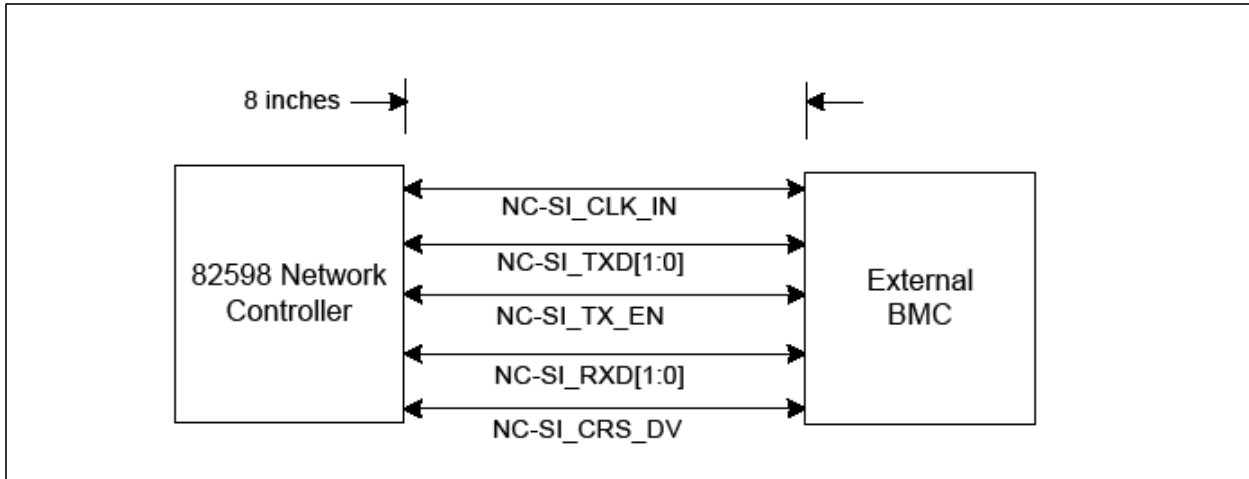 8 inches
NC-SI_CLK_IN
NC-SI_TXD[1:0]
82598 Network
Controller
NC-SI_TX_EN
External
BMC
NC-SI_RXD[1:0]
NC-SI_CRS_DV